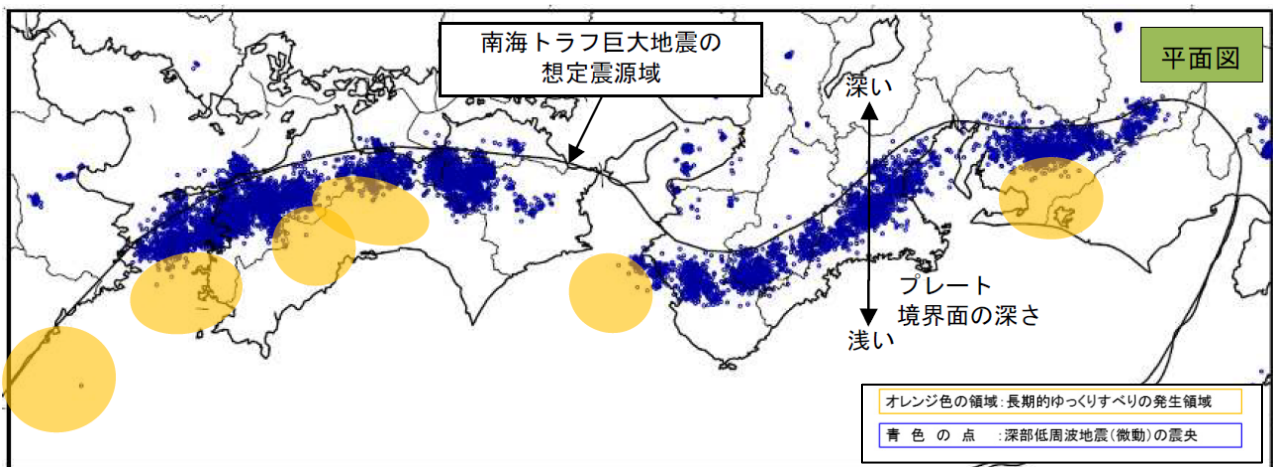 南海トラフ巨大地震の
想定震源域
平面図
深い
プレート
境界面の深さ
浅い
オレンジ色の領域:長期的ゆっくりすべりの発生領域
青色の点:深部低周波地震(微動)の震央